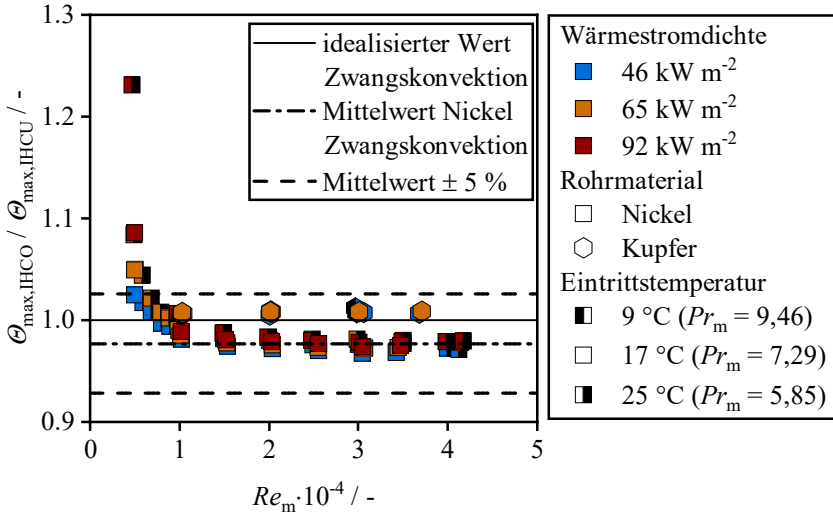 1.3
1.2
1.1
1.0
0.9
Θmax,IHCO / Θmax,IHCU / -
0
1
2
3
4
5
Rem·10-4 / -
idealisierter Wert
Zwangskonvektion
Mittelwert Nickel
Zwangskonvektion
Mittelwert ± 5 %
Wärmestromdichte
46 kW m-2
65 kW m-2
92 kW m-2
Rohrmaterial
Nickel
Kupfer
Eintrittstemperatur
9 °C (Prm = 9,46)
17 °C (Prm = 7,29)
25 °C (Prm = 5,85)